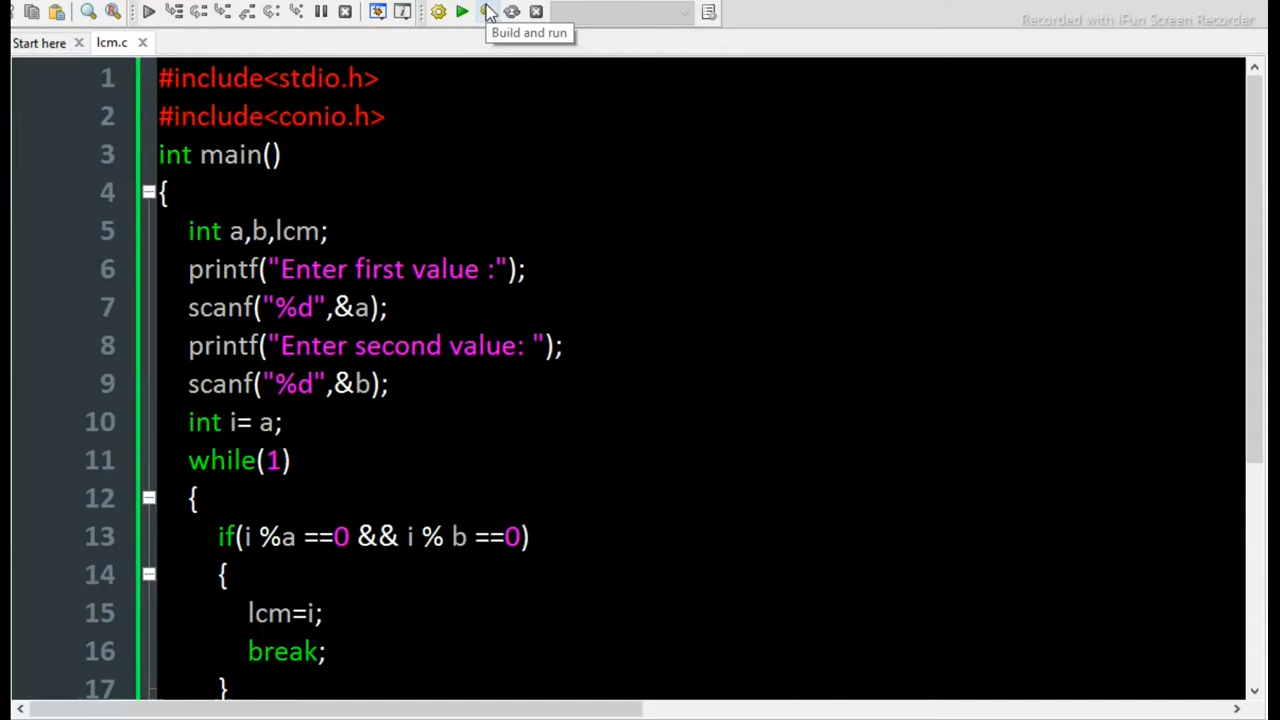 Recorded with iFun Screen Recorder
Build and run
Start here
lcm.c
1 #include<stdio.h>
2 #include<conio.h>
3 int main()
4 {
5 int a,b,lcm;
6 printf("Enter first value :");
7 scanf("%d",&a);
8 printf("Enter second value: ");
9 scanf("%d",&b);
10 int i= a;
11 while(1)
12 {
13 if(i %a ==0 && i % b ==0)
14 {
15 lcm=i;
16 break;
17 }